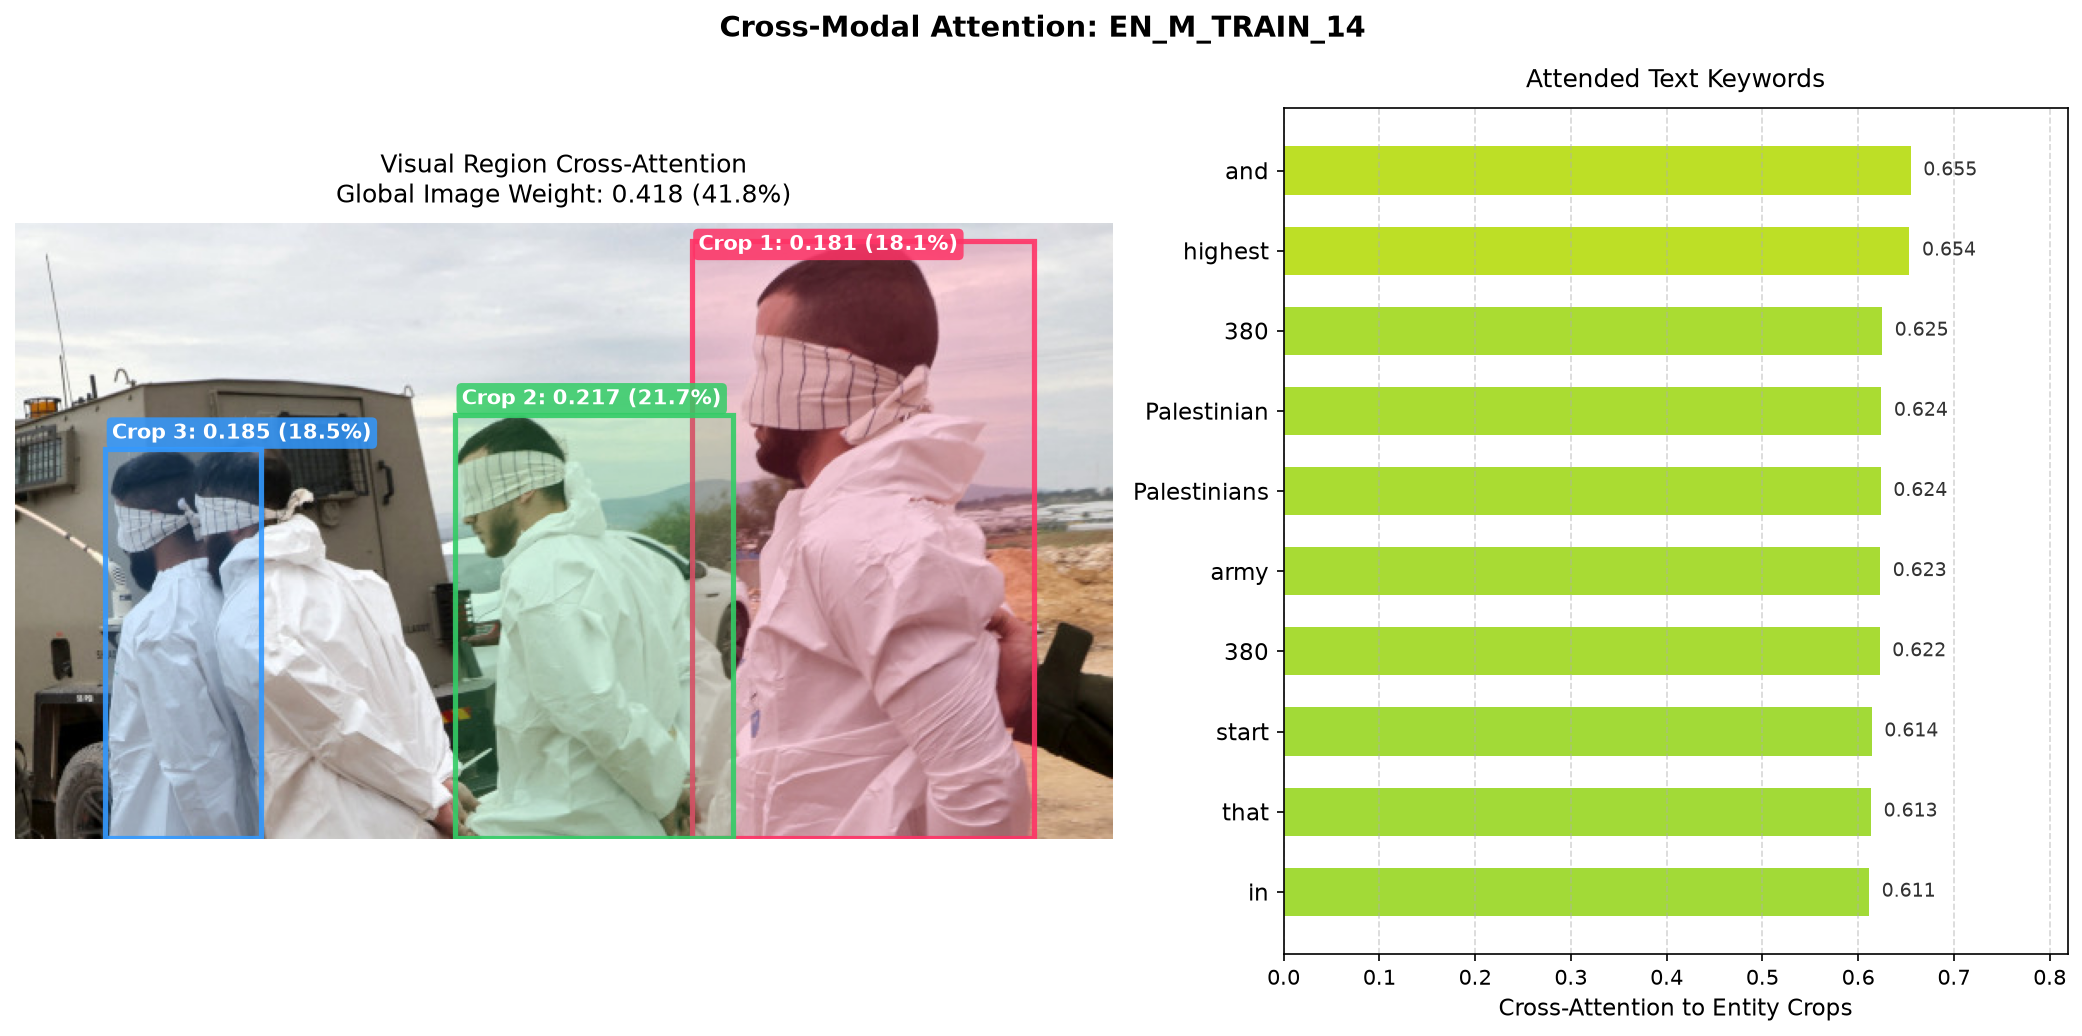 Cross-Modal Attention: EN_M_TRAIN_14
Visual Region Cross-Attention
Global Image Weight: 0.418 (41.8%)
Crop 1: 0.181 (18.1%)
Crop 2: 0.217 (21.7%)
Crop 3: 0.185 (18.5%)
Attended Text Keywords
and 0.655
highest 0.654
380 0.625
Palestinian 0.624
Palestinians 0.624
army 0.623
380 0.622
start 0.614
that 0.613
in 0.611
0.0 0.1 0.2 0.3 0.4 0.5 0.6 0.7 0.8
Cross-Attention to Entity Crops